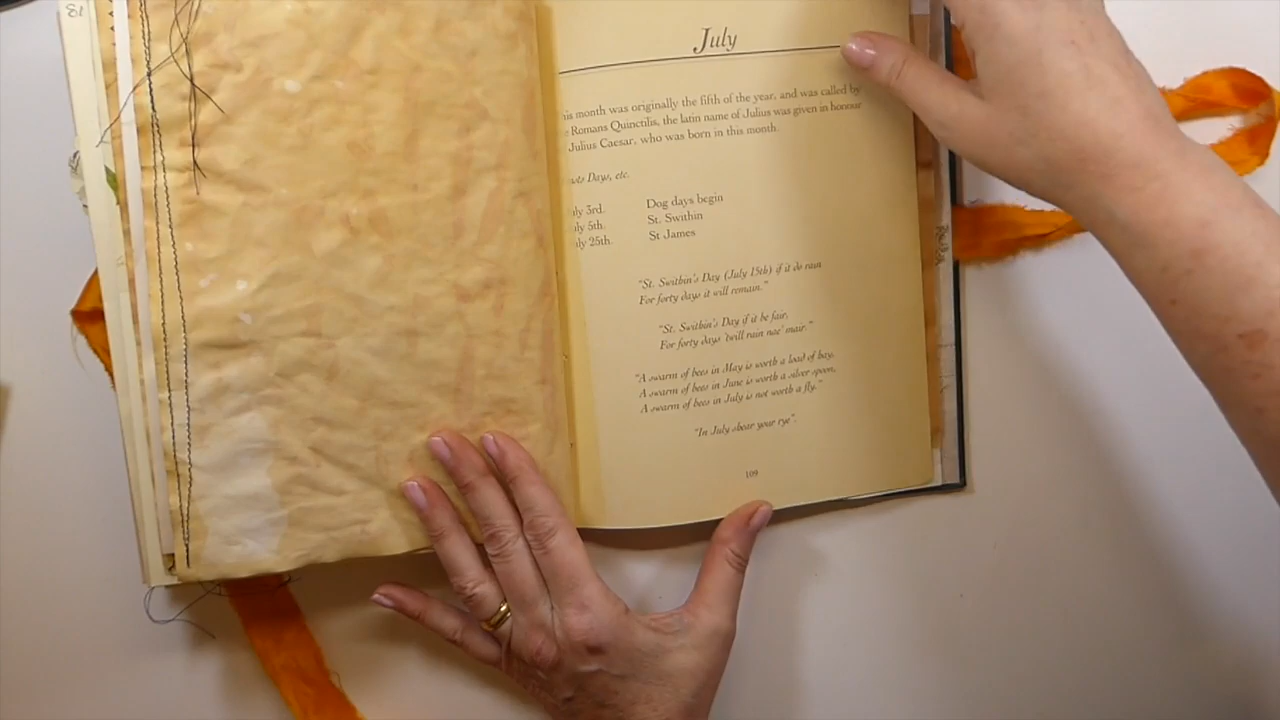 July
his month was originally the fifth of the year, and was called by
Romans Quinctilis, the latin name of Julius was given in honour
Julius Caesar, who was born in this month.
Days, etc.
3rd. Dog days begin
5th. St. Swithin
25th. St James
"St. Swithin's Day (July 15th) if it do rain
For forty days it will remain."
"St. Swithin's Day if it be fair,
For forty days 'twill rain nae' mair."
"A swarm of bees in May is worth a load of hay,
A swarm of bees in June is worth a silver spoon,
A swarm of bees in July is not worth a fly."
"In July shear your rye".
109